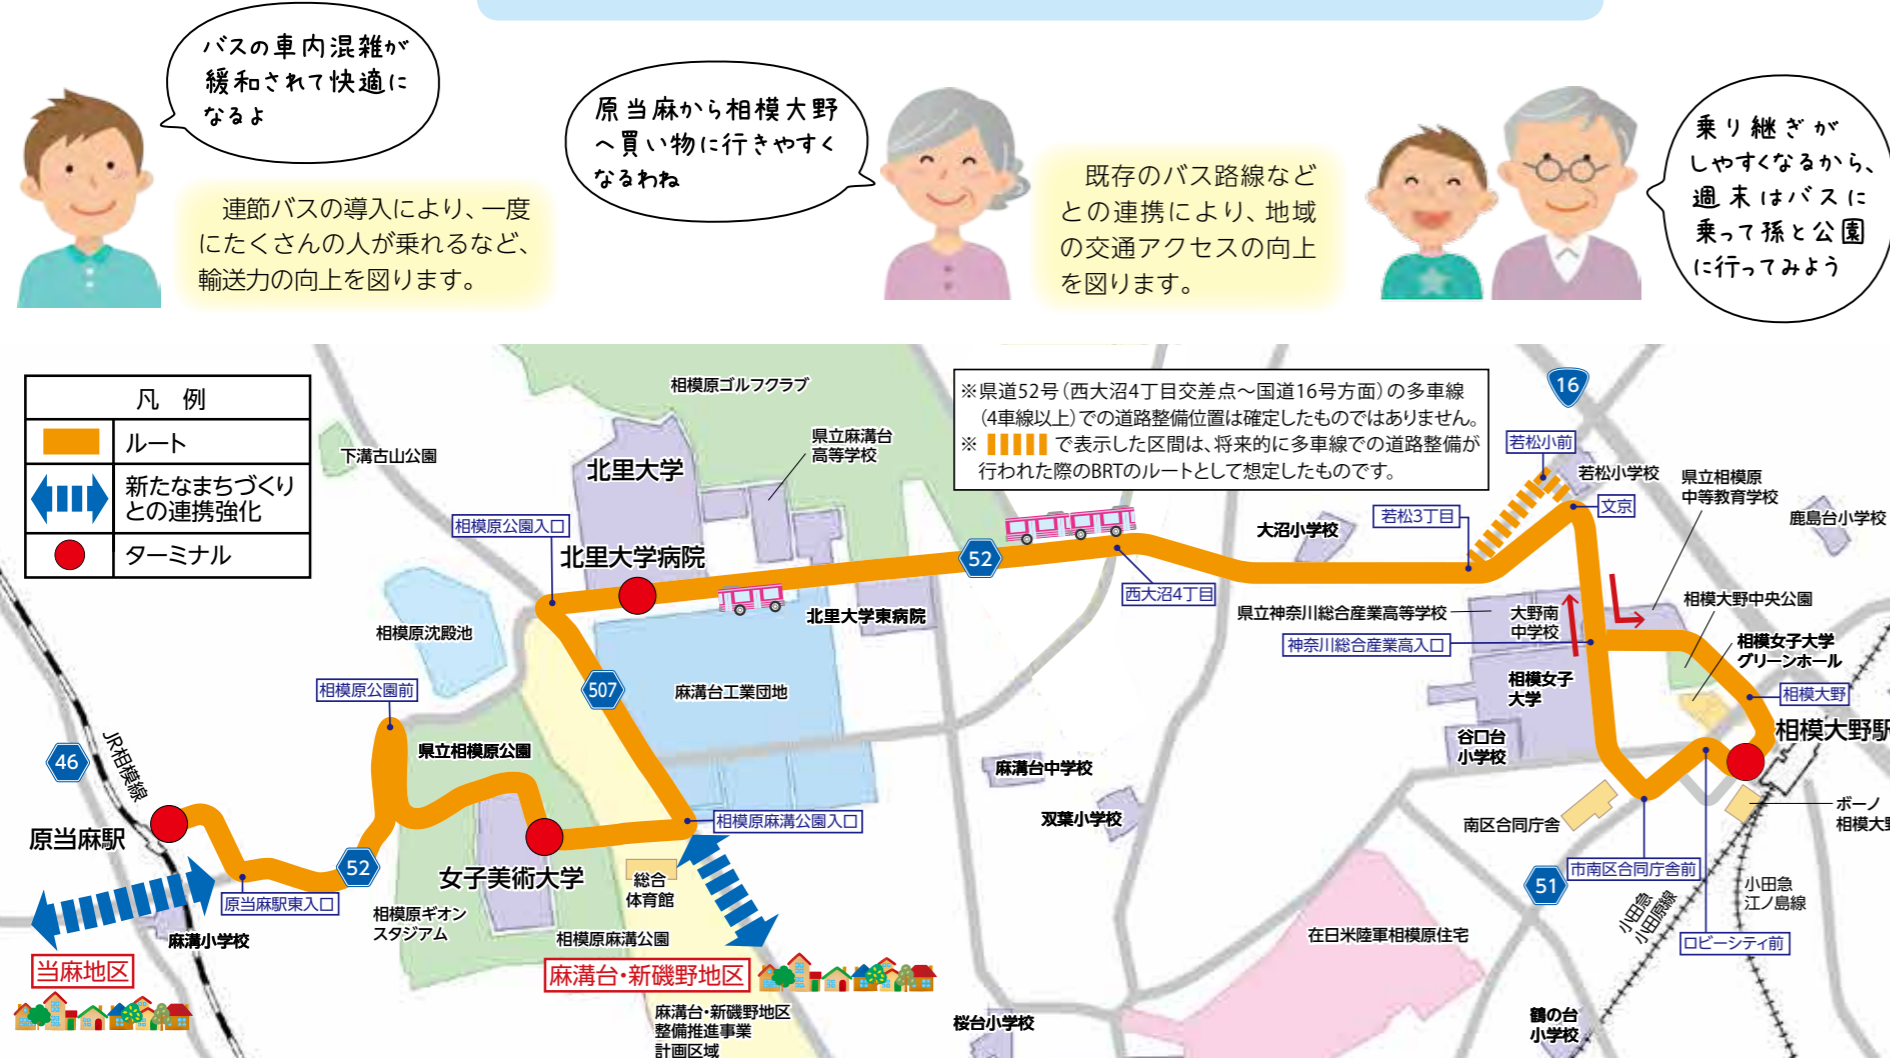 バスの車内混雑が
緩和されて快適に
なるよ
連節バスの導入により、一度
にたくさんの人が乗れるなど、
輸送力の向上を図ります。
原当麻から相模大野
へ買い物に行きやすく
なるわね
既存のバス路線など
との連携により、地域
の交通アクセスの向上
を図ります。
乗り継ぎが
しやすくなるから、
週末はバスに
乗って孫と公園
に行ってみよう
凡 例
ルート
新たなまちづくり
との連携強化
ターミナル
※県道52号（西大沼4丁目交差点～国道16号方面）の多車線
（4車線以上）での道路整備位置は確定したものではありません。
※ で表示した区間は、将来的に多車線での道路整備が
行われた際のBRTのルートとして想定したものです。
相模原ゴルフクラブ
下溝古山公園
北里大学
県立麻溝台
高等学校
相模原公園入口
北里大学病院
52
北里大学東病院
西大沼4丁目
大沼小学校
若松3丁目
若松小前
16
若松小学校
文京
県立相模原
中等教育学校
鹿島台小学校
県立神奈川総合産業高等学校
大野南
中学校
神奈川総合産業高入口
相模大野中央公園
相模女子大学
グリーンホール
相模大野
相模大野駅
相模女子
大学
谷口台
小学校
相模原沈殿池
相模原公園前
507
麻溝台工業団地
県立相模原公園
46
JR相模線
原当麻駅
52
原当麻駅東入口
女子美術大学
相模原麻溝公園入口
総合
体育館
麻溝台中学校
双葉小学校
南区合同庁舎
市南区合同庁舎前
ボーノ
相模大野
51
小田急
小田原線
小田急
江ノ島線
ロビーシティ前
麻溝小学校
相模原ギオン
スタジアム
相模原麻溝公園
在日米陸軍相模原住宅
当麻地区
麻溝台・新磯野地区
麻溝台・新磯野地区
整備推進事業
計画区域
桜台小学校
鶴の台
小学校